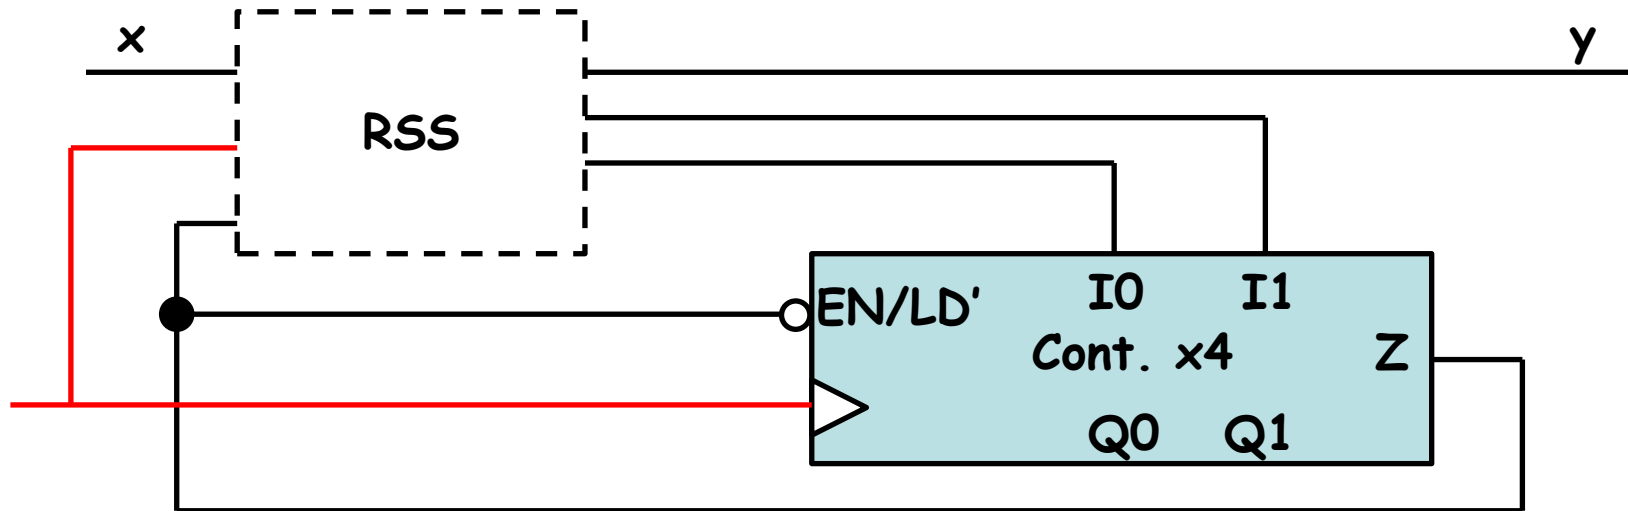 x
y
RSS
EN/LD'
I0
I1
Cont. x4
Z
Q0
Q1